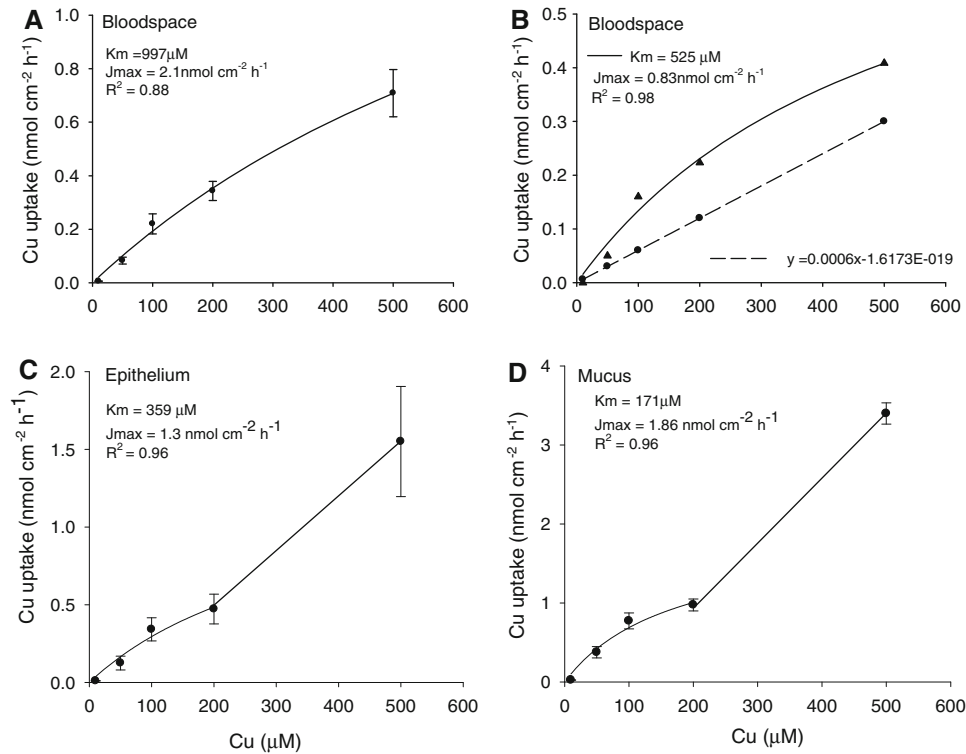 A
Bloodspace
Km =997μM
Jmax = 2.1nmol cm⁻² h⁻¹
R² = 0.88
Cu uptake (nmol cm⁻² h⁻¹)
1.0
0.8
0.6
0.4
0.2
0.0
0 100 200 300 400 500 600
B
Bloodspace
Km = 525 μM
Jmax = 0.83nmol cm⁻² h⁻¹
R² = 0.98
Cu uptake (nmol cm⁻² h⁻¹)
0.5
0.4
0.3
0.2
0.1
0.0
y =0.0006x-1.6173E-019
0 100 200 300 400 500 600
C
Epithelium
Km = 359 μM
Jmax = 1.3 nmol cm⁻² h⁻¹
R² = 0.96
Cu uptake (nmol cm⁻² h⁻¹)
2.0
1.5
1.0
0.5
0.0
0 100 200 300 400 500 600
Cu (μM)
D
Mucus
Km = 171μM
Jmax = 1.86 nmol cm⁻² h⁻¹
R² = 0.96
Cu uptake (nmol cm⁻² h⁻¹)
4
3
2
1
0
0 100 200 300 400 500 600
Cu (μM)